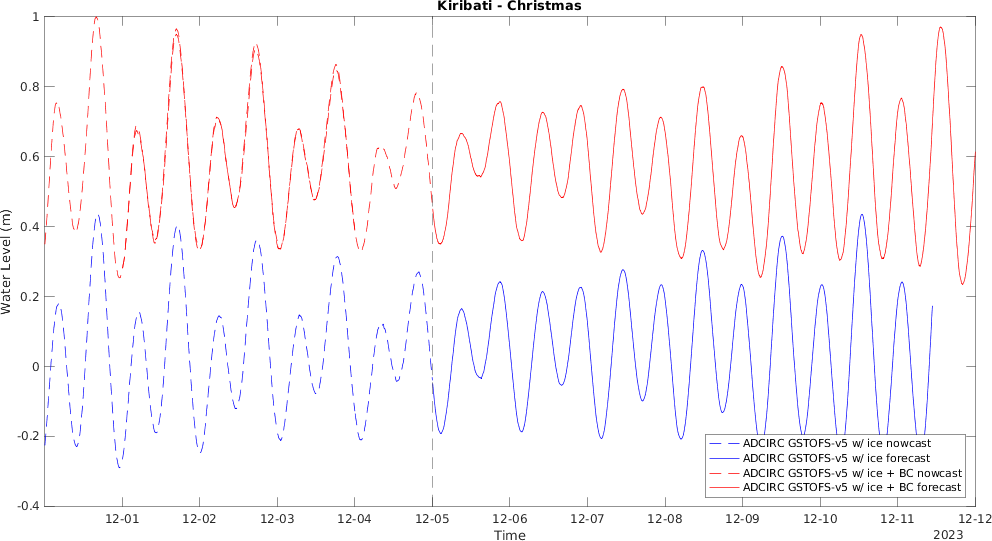 Kiribati - Christmas
Water Level (m)
1
0.8
0.6
0.4
0.2
0
-0.2
-0.4
ADCIRC GSTOFS-v5 w/ ice nowcast
ADCIRC GSTOFS-v5 w/ ice forecast
ADCIRC GSTOFS-v5 w/ ice + BC nowcast
ADCIRC GSTOFS-v5 w/ ice + BC forecast
12-01 12-02 12-03 12-04 12-05 12-06 12-07 12-08 12-09 12-10 12-11 12-12
Time
2023